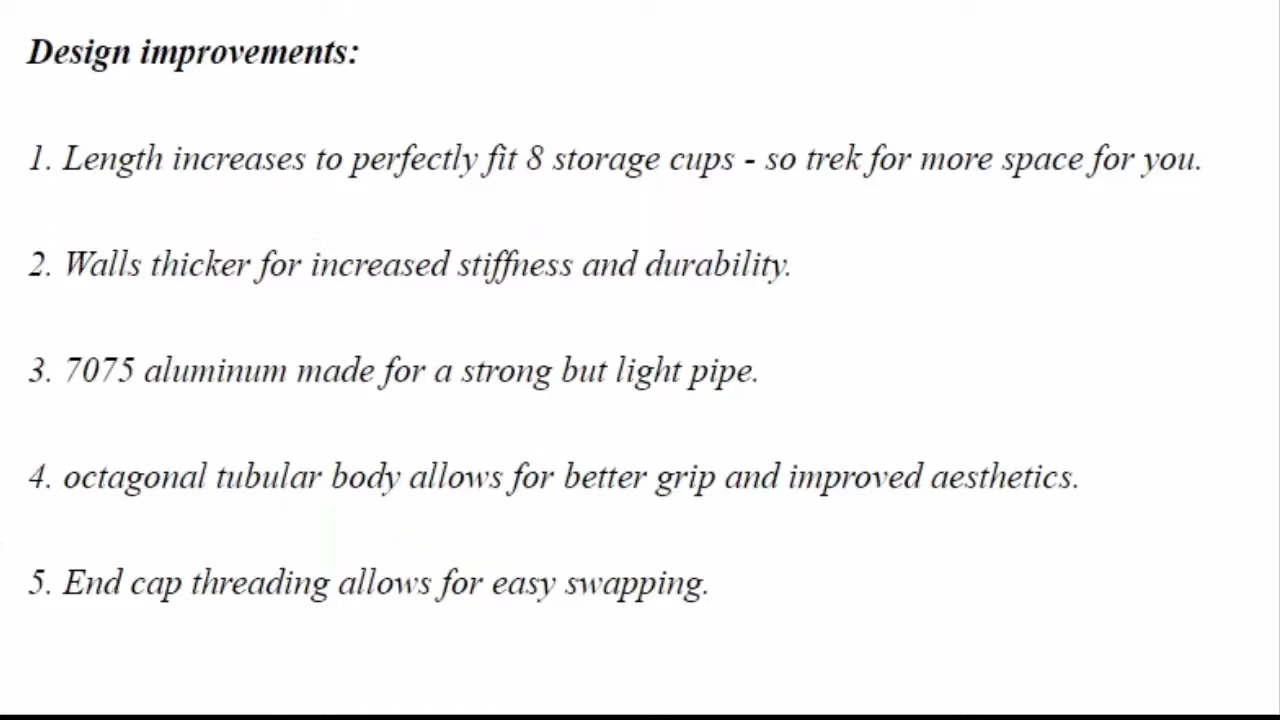 Design improvements:
1. Length increases to perfectly fit 8 storage cups - so trek for more space for you.
2. Walls thicker for increased stiffness and durability.
3. 7075 aluminum made for a strong but light pipe.
4. octagonal tubular body allows for better grip and improved aesthetics.
5. End cap threading allows for easy swapping.